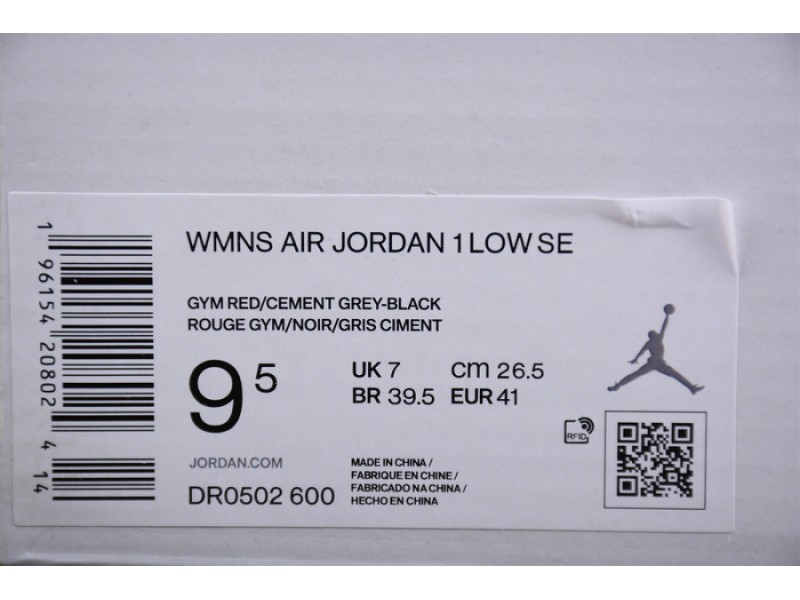 WMNS AIR JORDAN 1 LOW SE
GYM RED/CEMENT GREY-BLACK
ROUGE GYM/NOIR/GRIS CIMENT
9 5
UK 7 cm 26.5
BR 39.5 EUR 41
JORDAN.COM
DR0502 600
MADE IN CHINA /
FABRIQUE EN CHINE /
FABRICADO NA CHINA /
HECHO EN CHINA
RFID
1 96154 20802 4 14